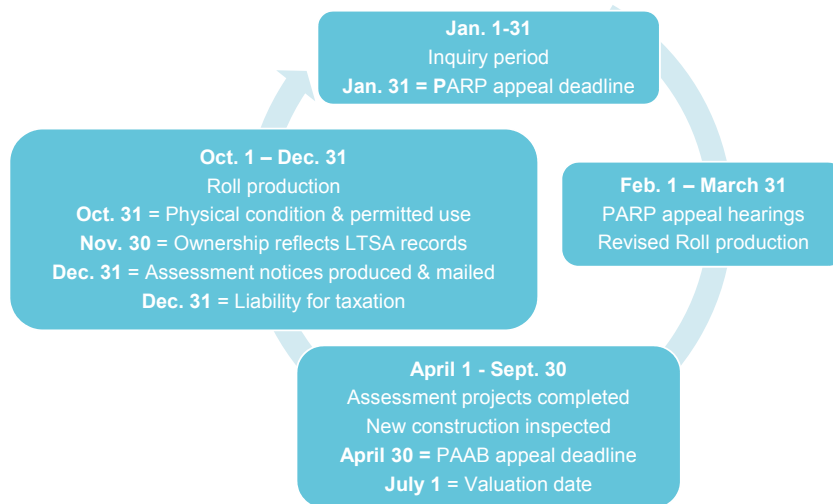 Jan. 1-31
Inquiry period
Jan. 31 = PARP appeal deadline
Feb. 1 – March 31
PARP appeal hearings
Revised Roll production
April 1 - Sept. 30
Assessment projects completed
New construction inspected
April 30 = PAAB appeal deadline
July 1 = Valuation date
Oct. 1 – Dec. 31
Roll production
Oct. 31 = Physical condition & permitted use
Nov. 30 = Ownership reflects LTSA records
Dec. 31 = Assessment notices produced & mailed
Dec. 31 = Liability for taxation